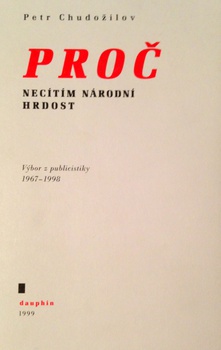 Petr Chudožilov
PROČ
NECÍTÍM NÁRODNÍ
HRDOST
Výbor z publicistiky
1967–1998
dauphin
1999